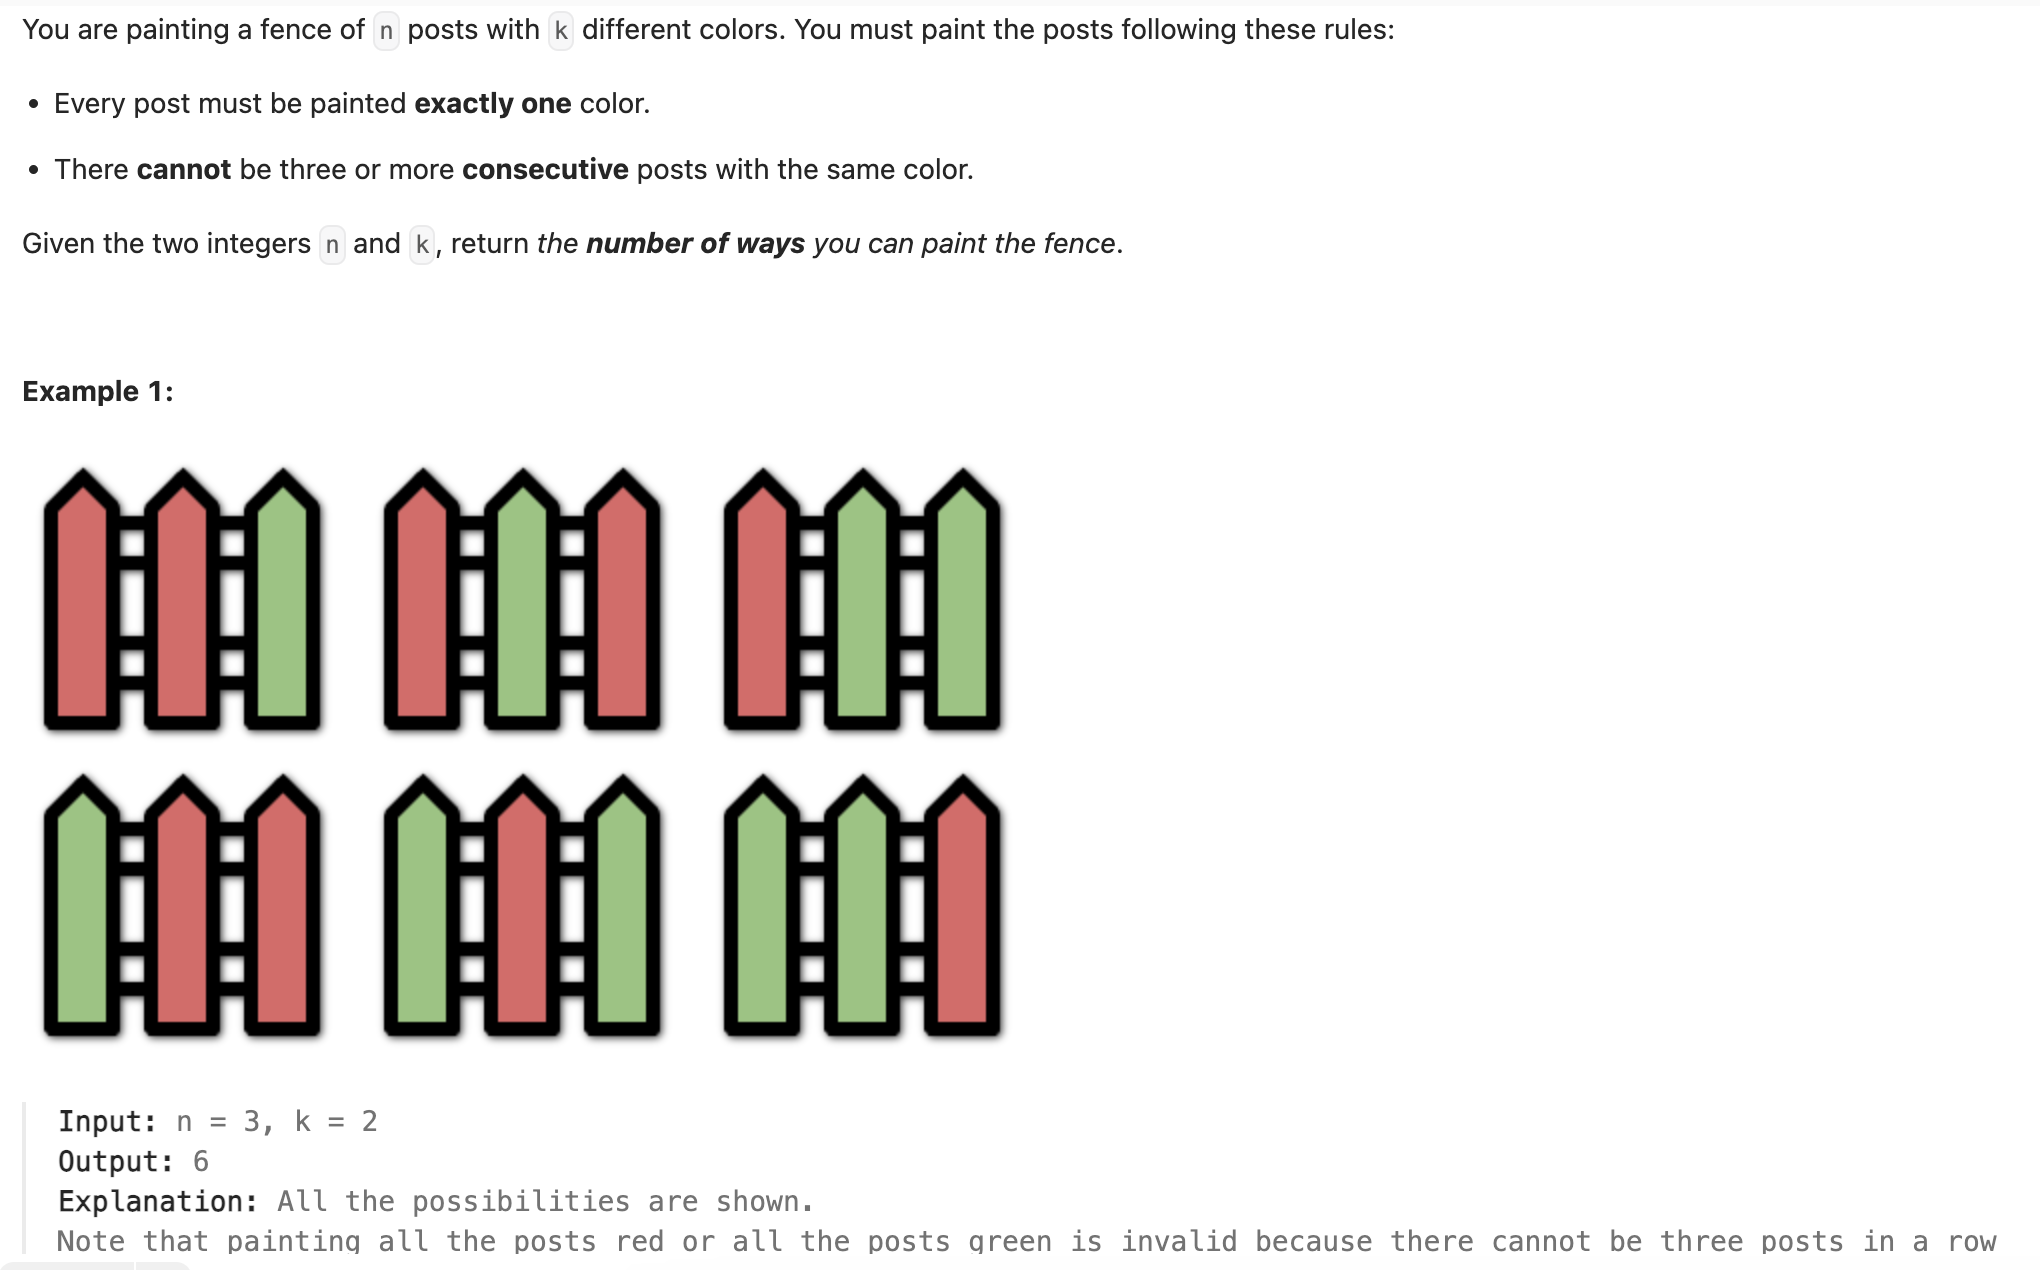 You are painting a fence of n posts with k different colors. You must paint the posts following these rules:
• Every post must be painted exactly one color.
• There cannot be three or more consecutive posts with the same color.
Given the two integers n and k, return the number of ways you can paint the fence.
Example 1:
Input: n = 3, k = 2
Output: 6
Explanation: All the possibilities are shown.
Note that painting all the posts red or all the posts green is invalid because there cannot be three posts in a row